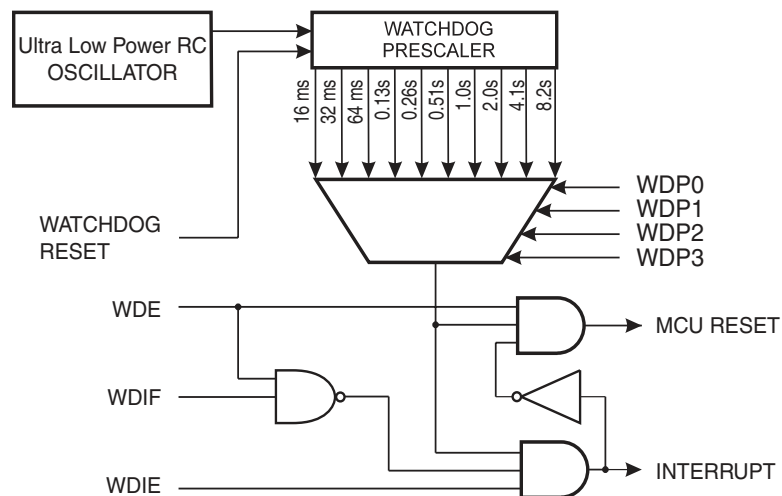 Ultra Low Power RC
OSCILLATOR
WATCHDOG
PRESCALER
16 ms
32 ms
64 ms
0.13s
0.26s
0.51s
1.0s
2.0s
4.1s
8.2s
WDP0
WDP1
WDP2
WDP3
WATCHDOG
RESET
WDE
MCU RESET
WDIF
WDIE
INTERRUPT